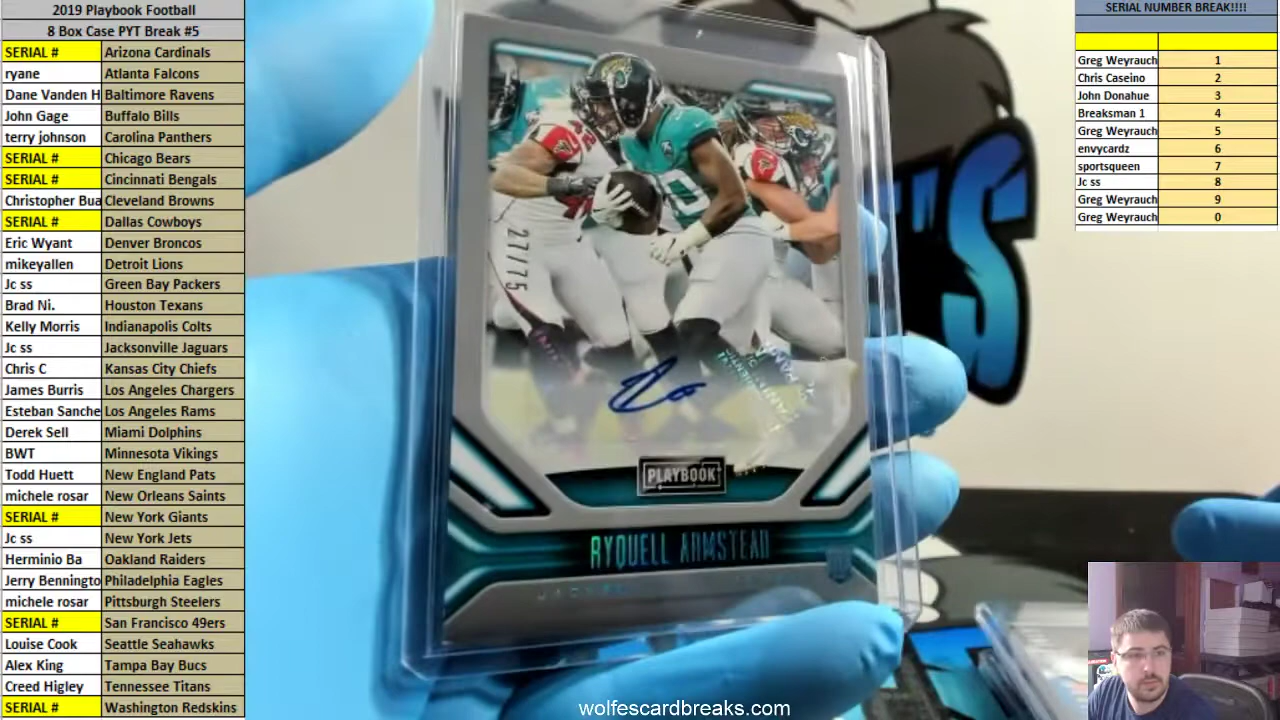 2019 Playbook Football
8 Box Case PYT Break #5
SERIAL # Arizona Cardinals
ryane Atlanta Falcons
Dane Vanden H Baltimore Ravens
John Gage Buffalo Bills
terry johnson Carolina Panthers
SERIAL # Chicago Bears
SERIAL # Cincinnati Bengals
Christopher Bua Cleveland Browns
SERIAL # Dallas Cowboys
Eric Wyant Denver Broncos
mikeyallen Detroit Lions
Jc ss Green Bay Packers
Brad Ni. Houston Texans
Kelly Morris Indianapolis Colts
Jc ss Jacksonville Jaguars
Chris C Kansas City Chiefs
James Burris Los Angeles Chargers
Esteban Sanche Los Angeles Rams
Derek Sell Miami Dolphins
BWT Minnesota Vikings
Todd Huett New England Pats
michele rosar New Orleans Saints
SERIAL # New York Giants
Jc ss New York Jets
Herminio Ba Oakland Raiders
Jerry Benningto Philadelphia Eagles
michele rosar Pittsburgh Steelers
SERIAL # San Francisco 49ers
Louise Cook Seattle Seahawks
Alex King Tampa Bay Bucs
Creed Higley Tennessee Titans
SERIAL # Washington Redskins
27/75
PLAYBOOK
RYQUELL ARMSTEAD
'S
wolfescardbreaks.com
SERIAL NUMBER BREAK!!!!
Greg Weyrauch 1
Chris Caseino 2
John Donahue 3
Breaksman 1 4
Greg Weyrauch 5
envycardz 6
sportsqueen 7
Jc ss 8
Greg Weyrauch 9
Greg Weyrauch 0